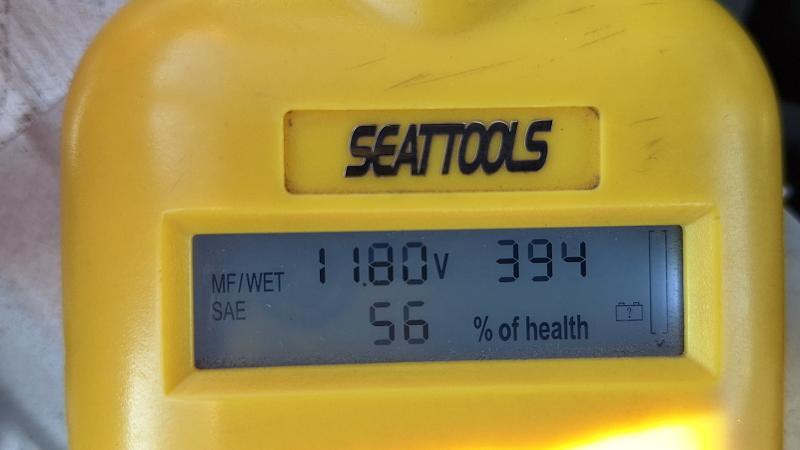 SEATTOOLS
MF/WET 11.80V 394
SAE 56 % of health
?